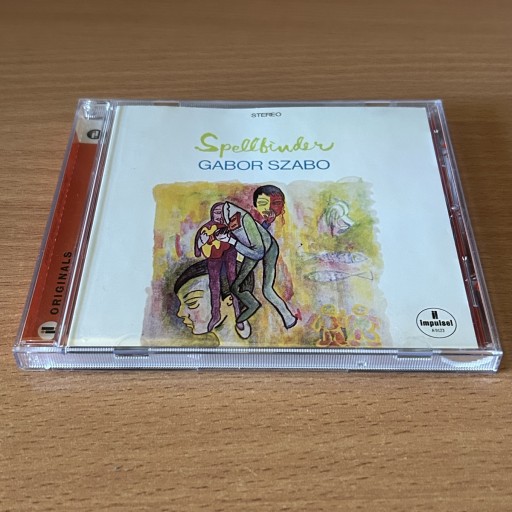 STEREO
Spellbinder
GABOR SZABO
impulse!
ORIGINALS